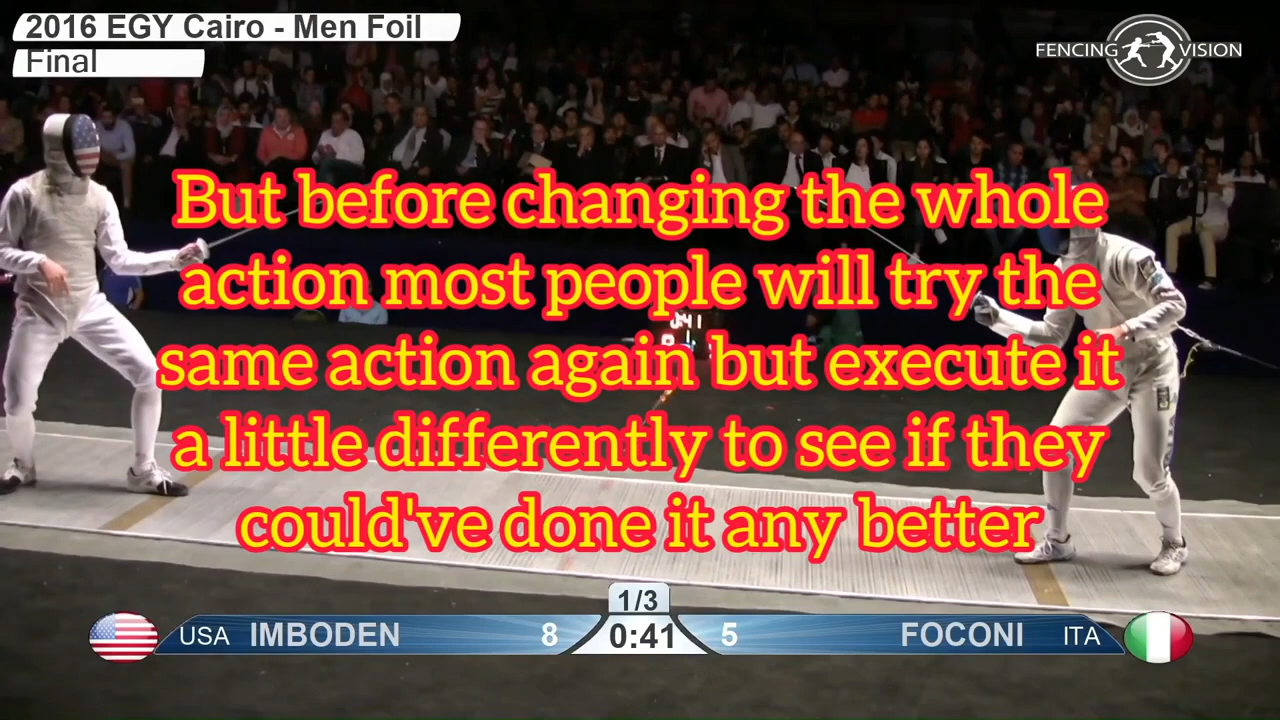 2016 EGY Cairo - Men Foil
Final
FENCING VISION
But before changing the whole
action most people will try the
same action again but execute it
a little differently to see if they
could've done it any better
1/3
USA IMBODEN 8 0:41 5 FOCONI ITA